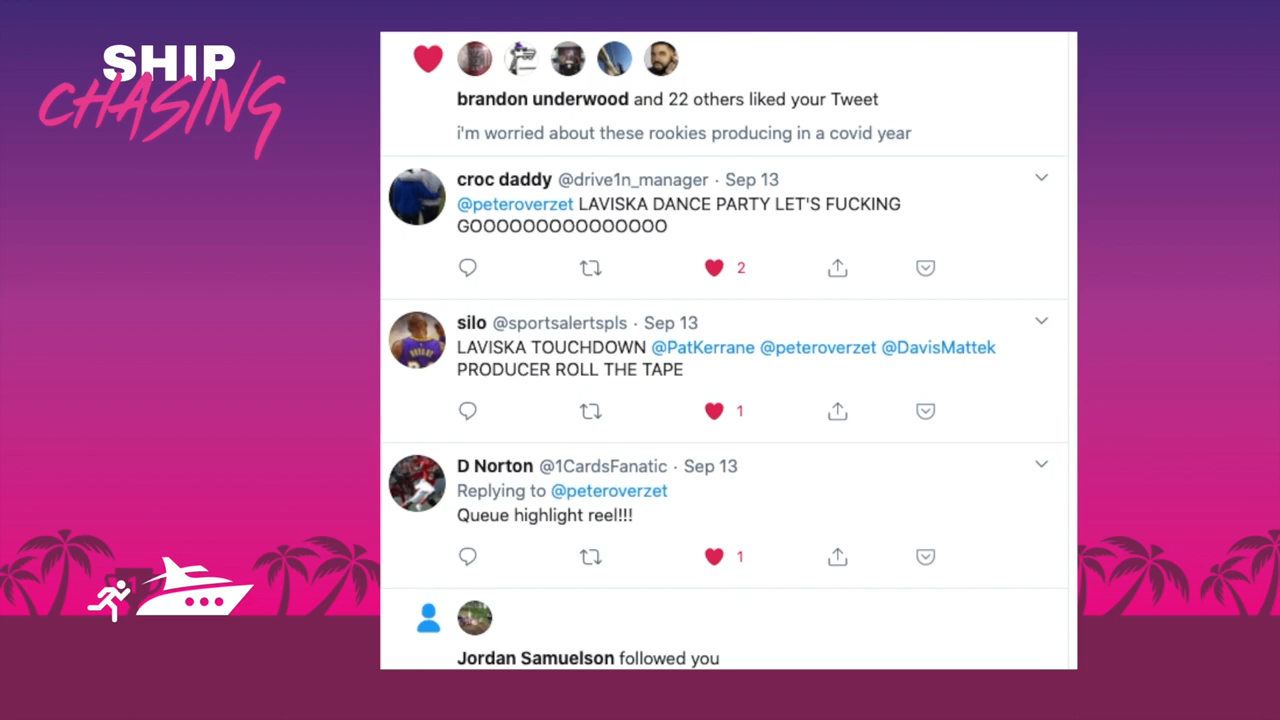 SHIP
CHASING
brandon underwood and 22 others liked your Tweet
i'm worried about these rookies producing in a covid year
croc daddy @drive1n_manager · Sep 13
@peteroverzet LAVISKA DANCE PARTY LET'S FUCKING
GOOOOOOOOOOOOOOO
silo @sportsalertspls · Sep 13
LAVISKA TOUCHDOWN @PatKerrane @peteroverzet @DavisMattek
PRODUCER ROLL THE TAPE
D Norton @1CardsFanatic · Sep 13
Replying to @peteroverzet
Queue highlight reel!!!
Jordan Samuelson followed you
2
1
1